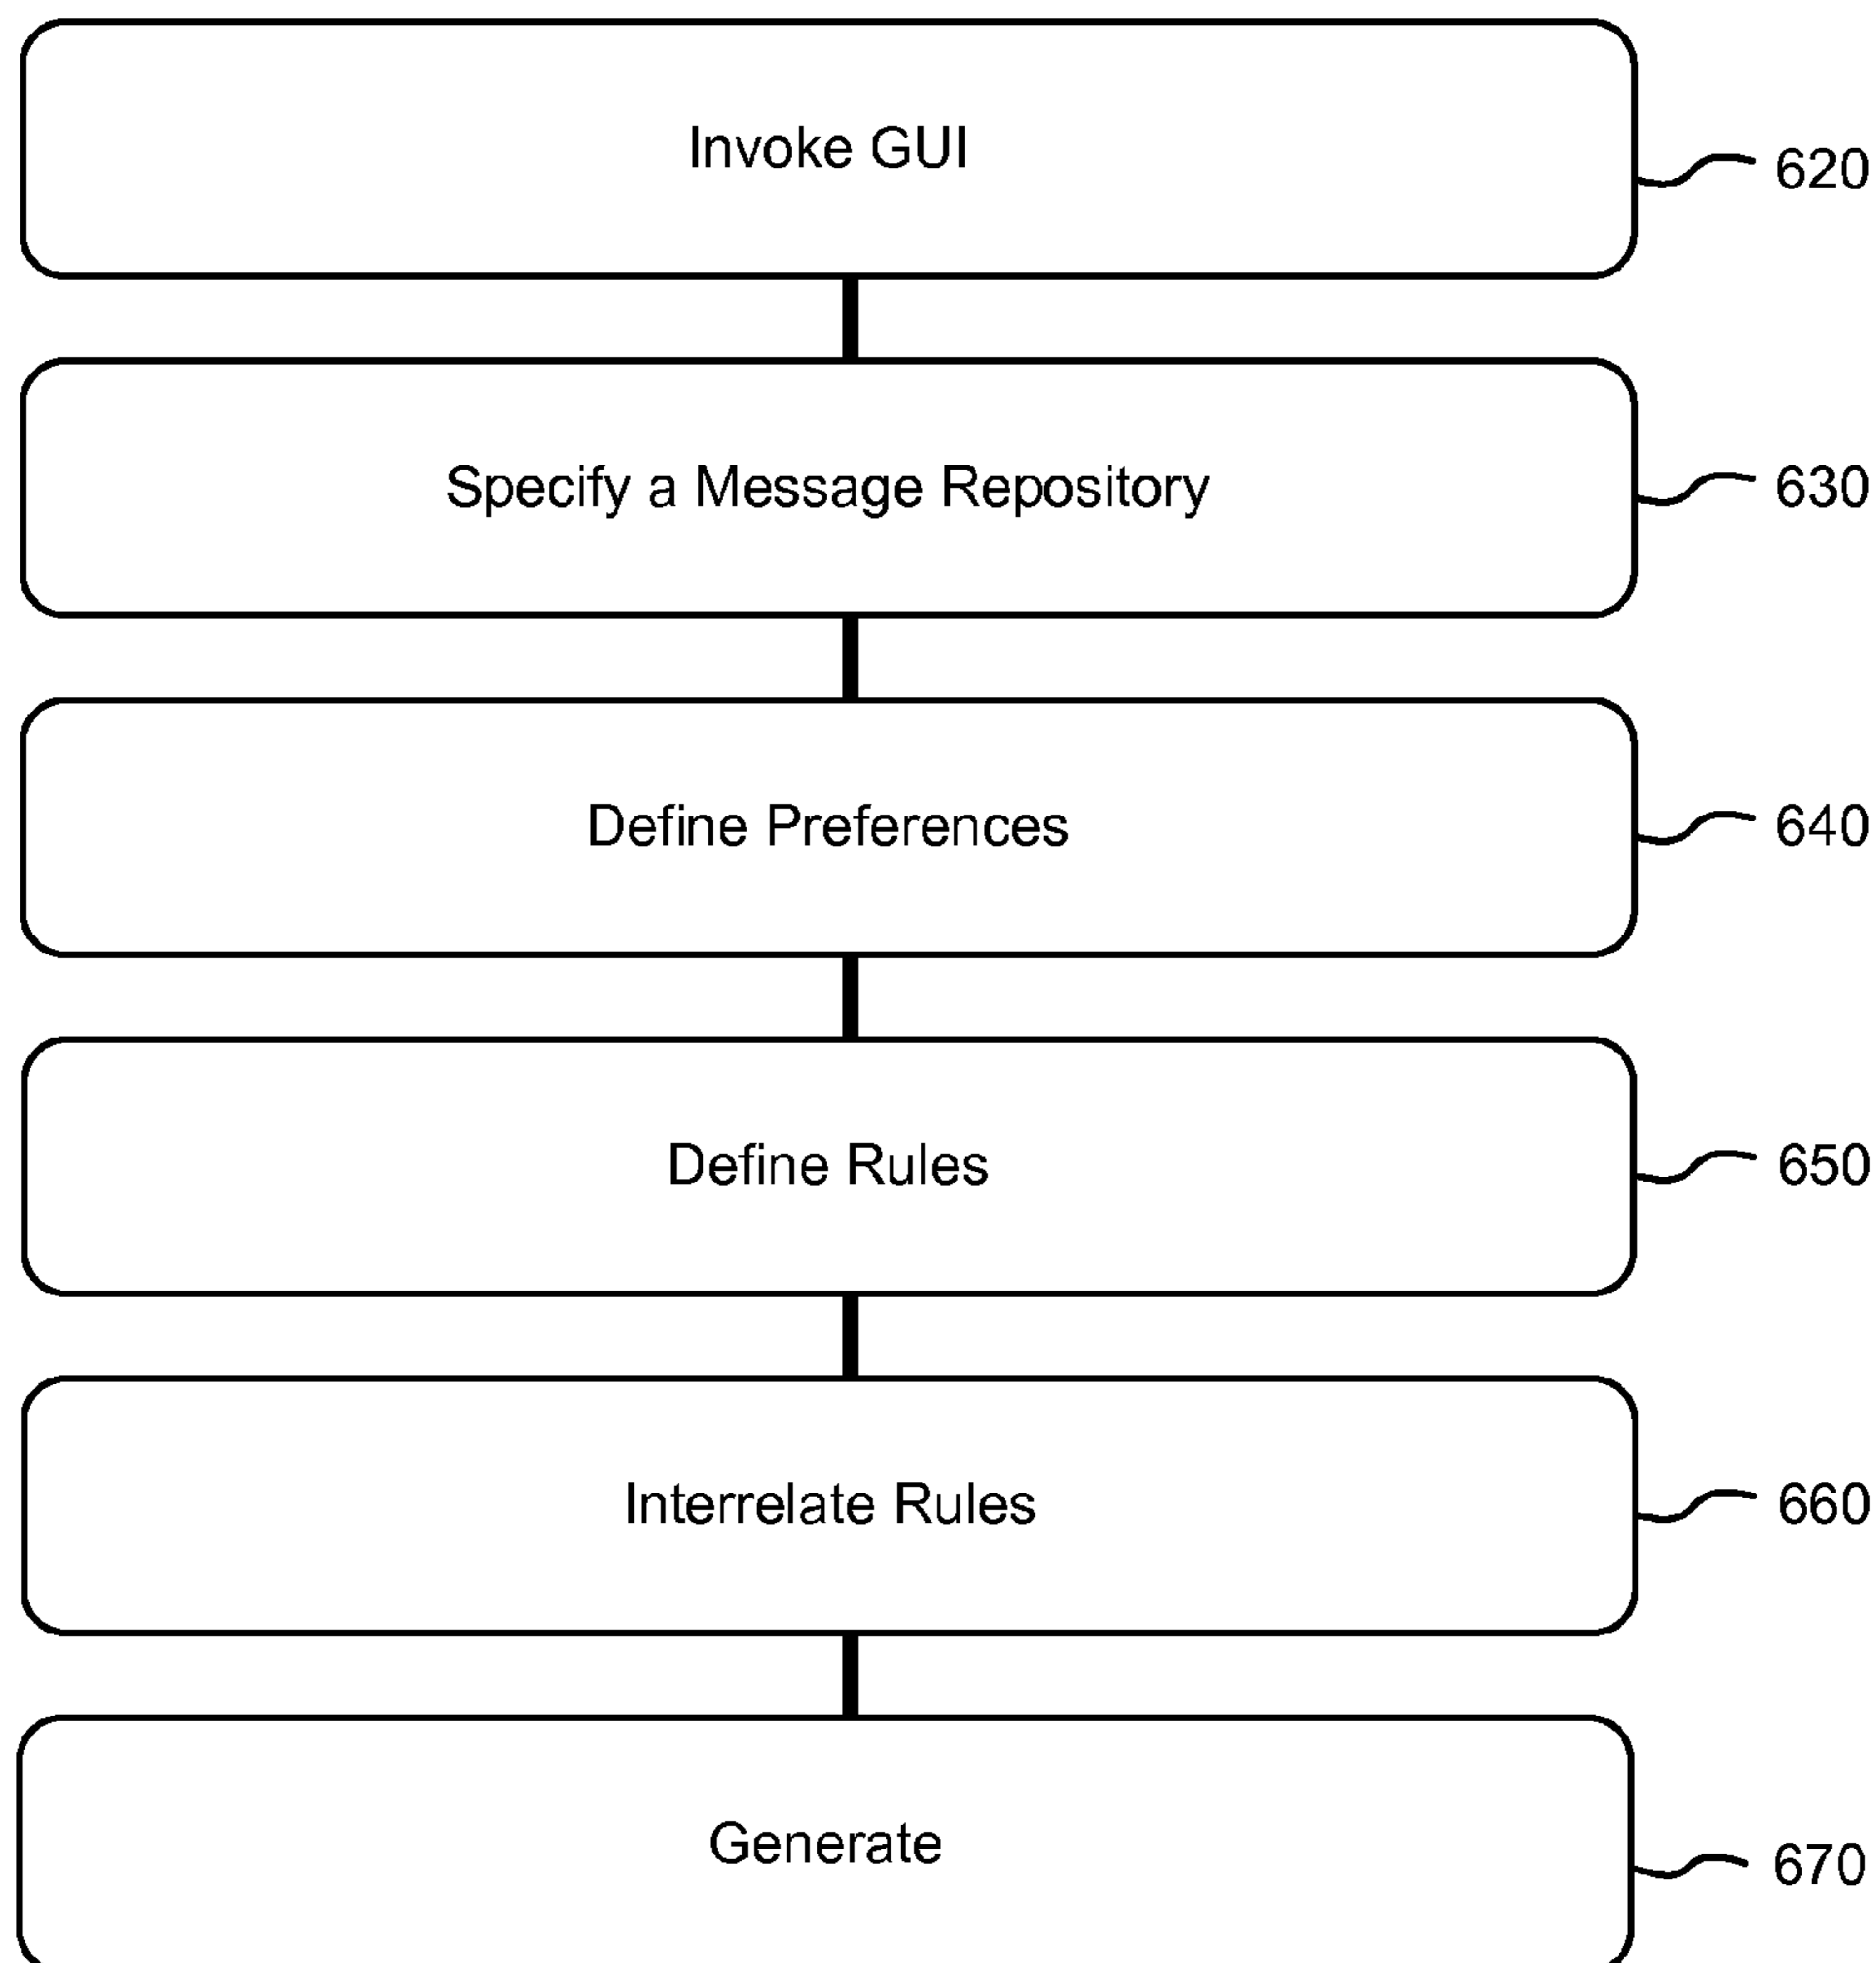 Invoke GUI
620
Specify a Message Repository
630
Define Preferences
640
Define Rules
650
Interrelate Rules
660
Generate
670